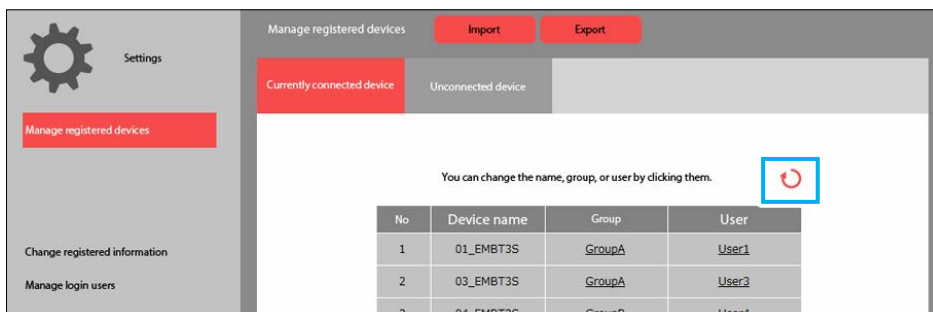 Manage registered devices Import Export
Settings
Currently connected device Unconnected device
Manage registered devices
You can change the name, group, or user by clicking them.
No Device name Group User
1 01_EMBT3S GroupA User1
Change registered information
2 03_EMBT3S GroupA User3
Manage login users